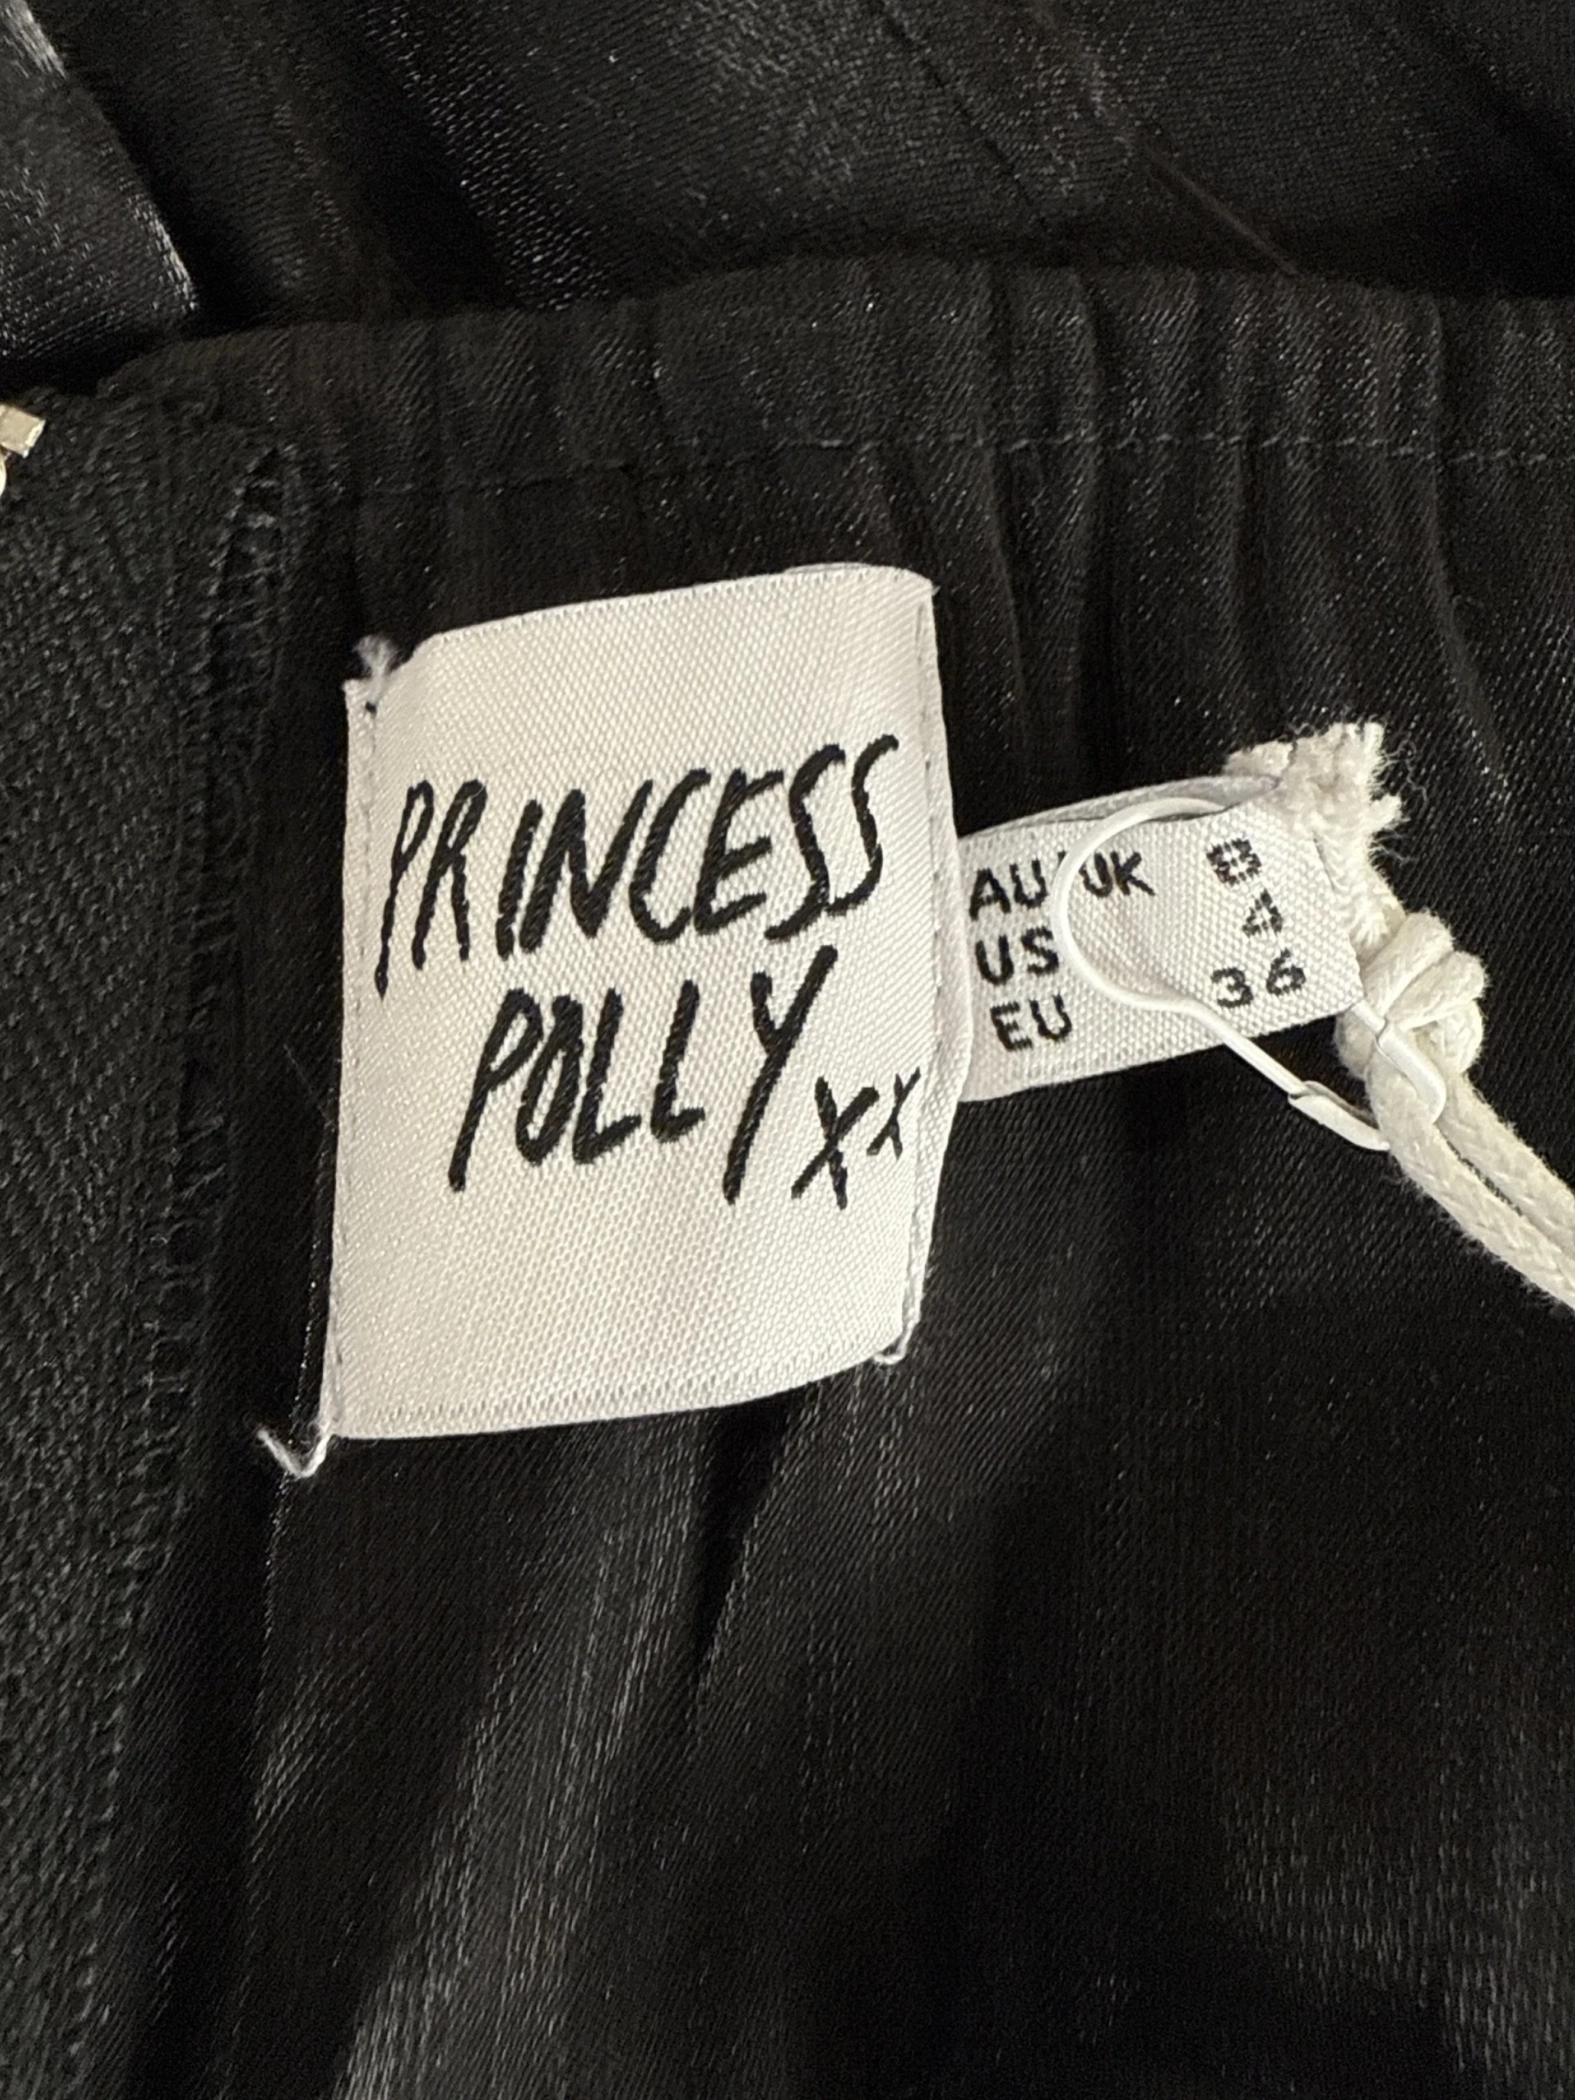 PRINCESS
POLLY xx
AU/UK 8
US 4
EU 36